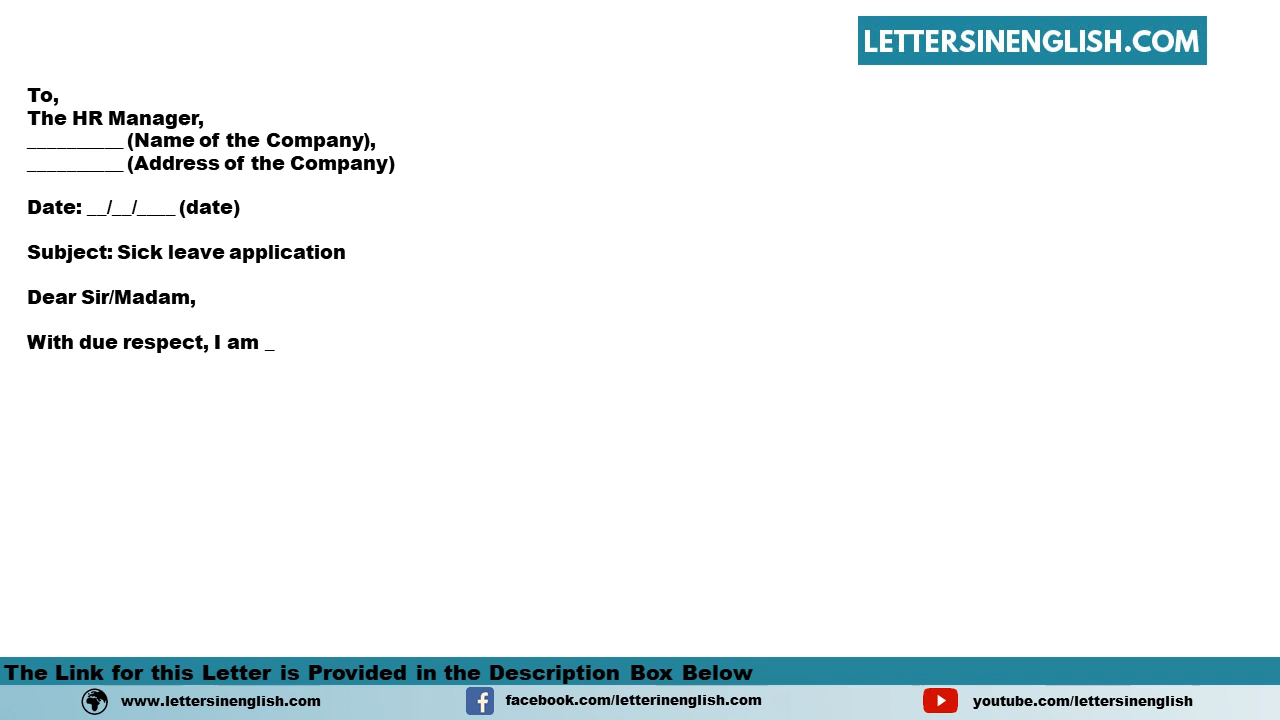 LETTERSINENGLISH.COM
To,
The HR Manager,
__________ (Name of the Company),
__________ (Address of the Company)
Date: __/__/____ (date)
Subject: Sick leave application
Dear Sir/Madam,
With due respect, I am _
The Link for this Letter is Provided in the Description Box Below
www.lettersinenglish.com
facebook.com/letterinenglish.com
youtube.com/lettersinenglish